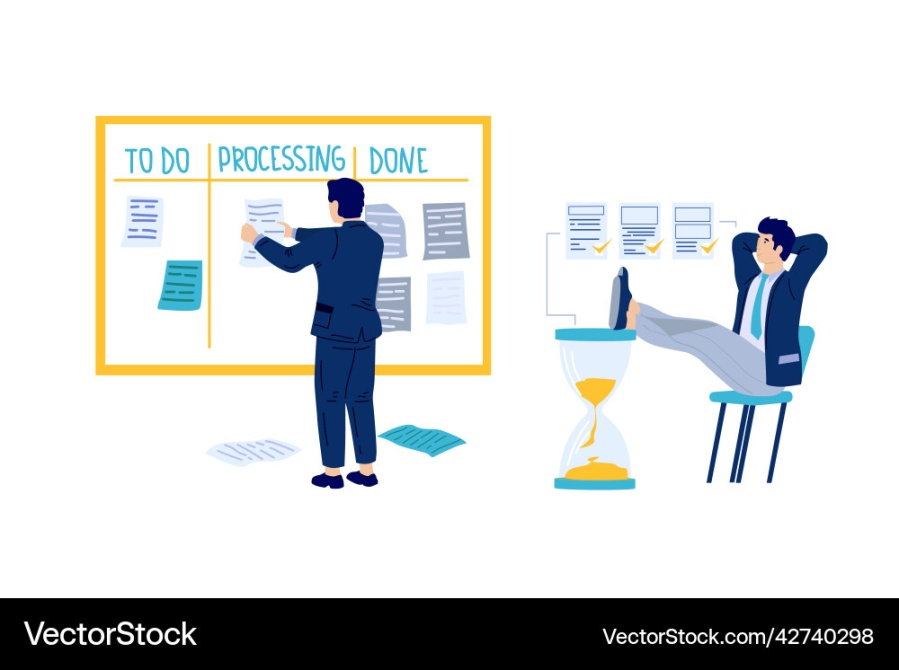 TO DO PROCESSING DONE
VectorStock
VectorStock.com/42740298